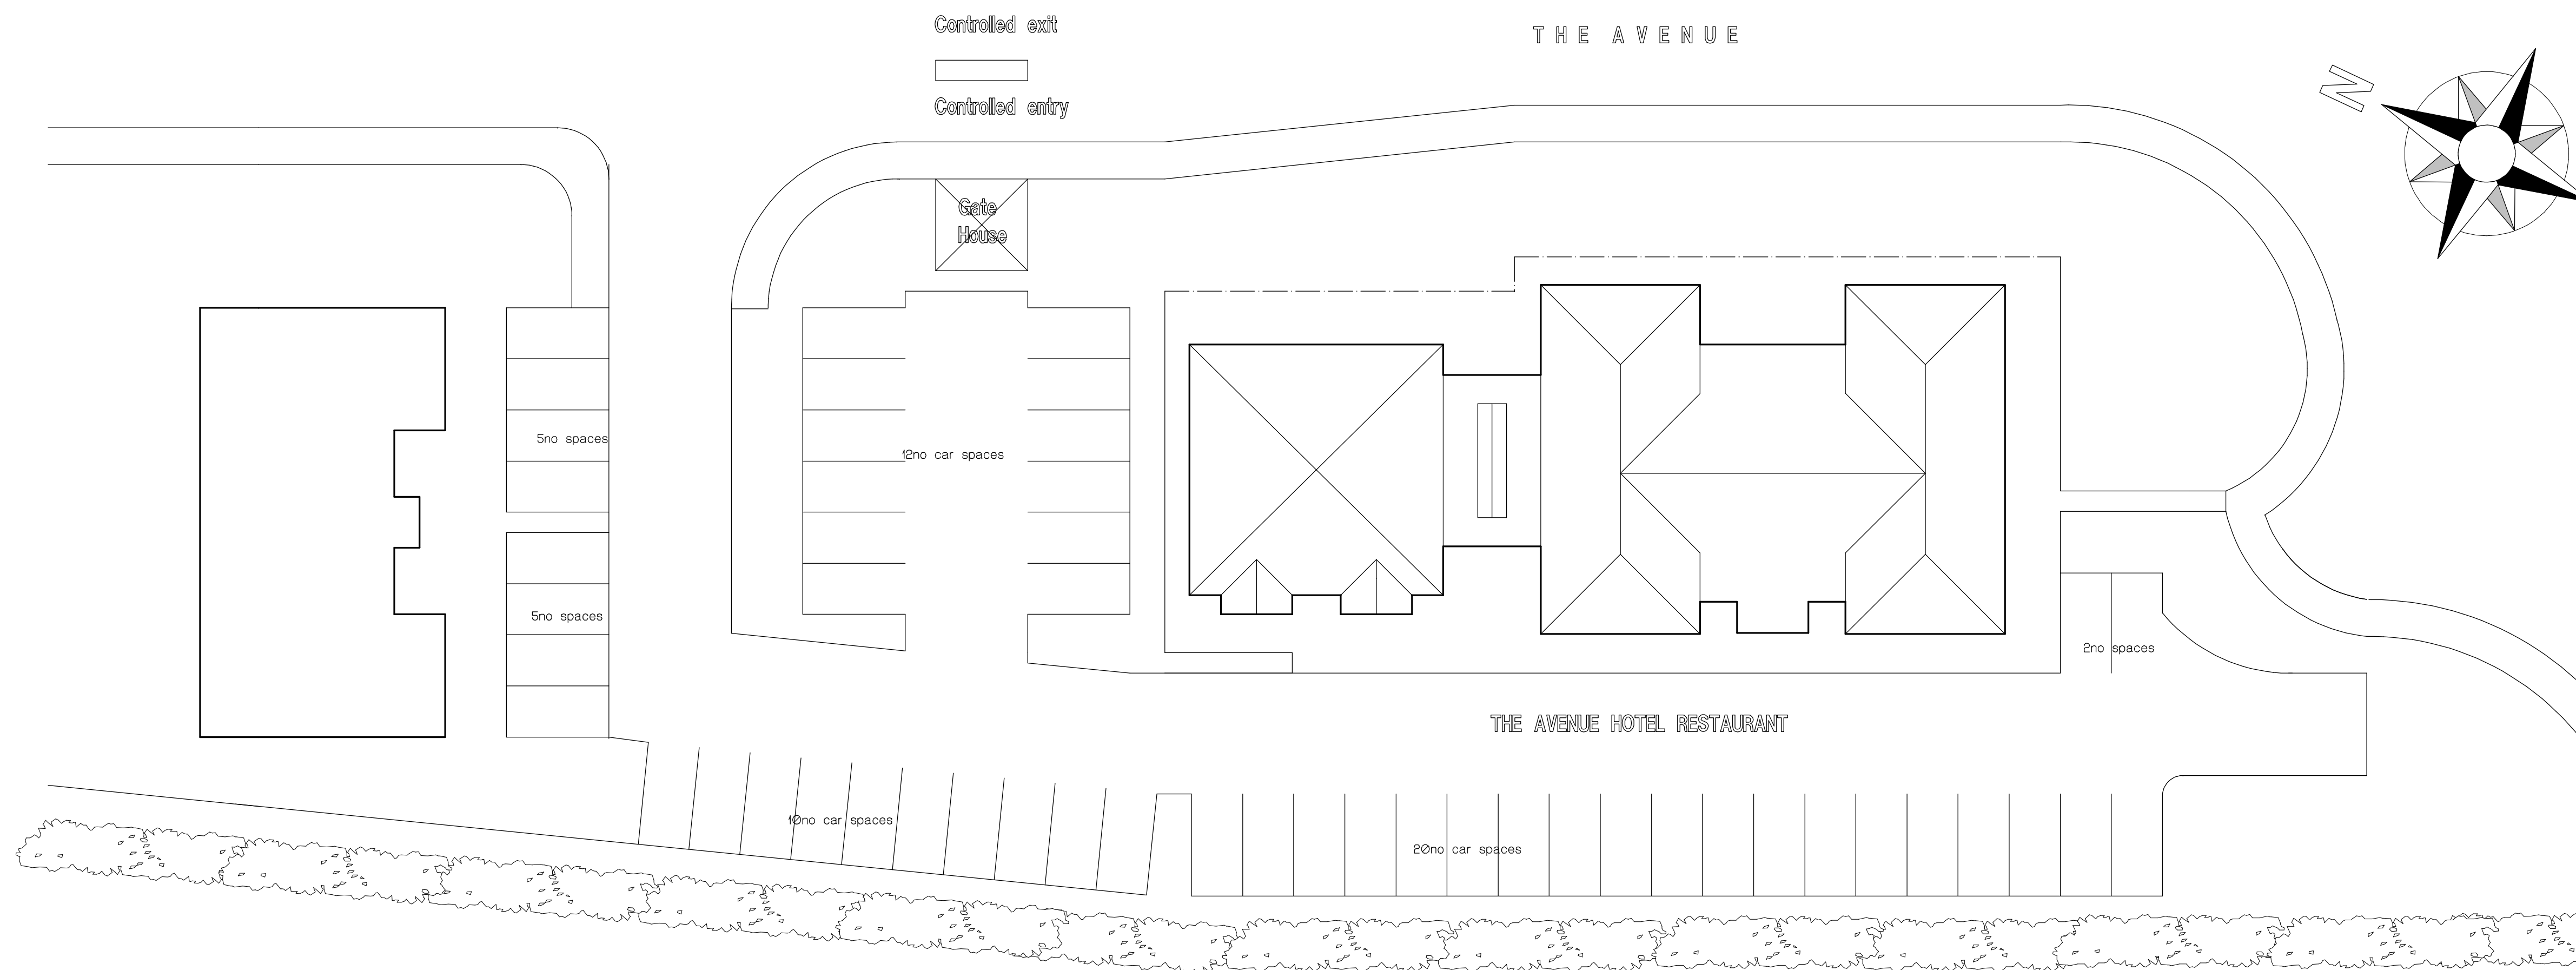 Controlled exit
THE AVENUE
N
Controlled entry
Gate
House
5no spaces
12no car spaces
5no spaces
2no spaces
THE AVENUE HOTEL RESTAURANT
10no car spaces
20no car spaces